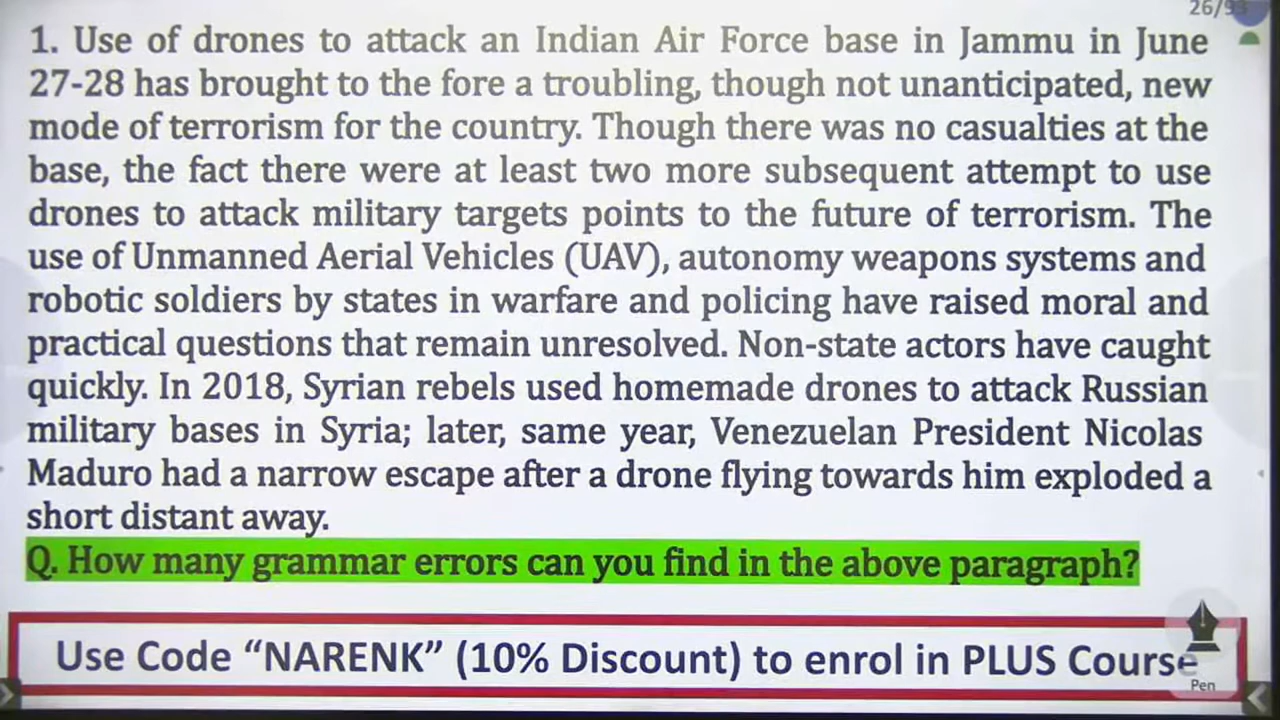 26/93
1. Use of drones to attack an Indian Air Force base in Jammu in June
27-28 has brought to the fore a troubling, though not unanticipated, new
mode of terrorism for the country. Though there was no casualties at the
base, the fact there were at least two more subsequent attempt to use
drones to attack military targets points to the future of terrorism. The
use of Unmanned Aerial Vehicles (UAV), autonomy weapons systems and
robotic soldiers by states in warfare and policing have raised moral and
practical questions that remain unresolved. Non-state actors have caught
quickly. In 2018, Syrian rebels used homemade drones to attack Russian
military bases in Syria; later, same year, Venezuelan President Nicolas
Maduro had a narrow escape after a drone flying towards him exploded a
short distant away.
Q. How many grammar errors can you find in the above paragraph?
Use Code “NARENK” (10% Discount) to enrol in PLUS Course
Pen